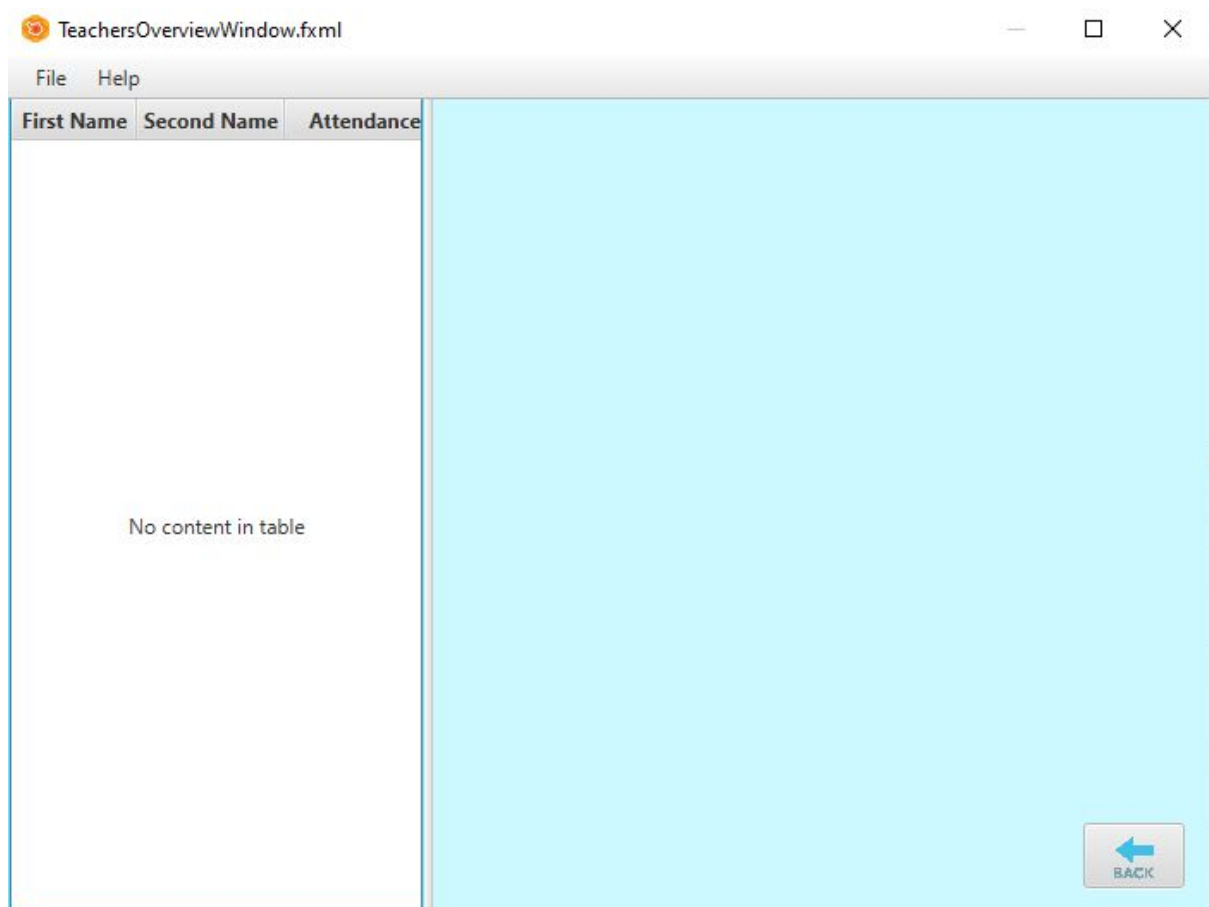 TeachersOverviewWindow.fxml
File Help
First Name Second Name Attendance
No content in table
BACK